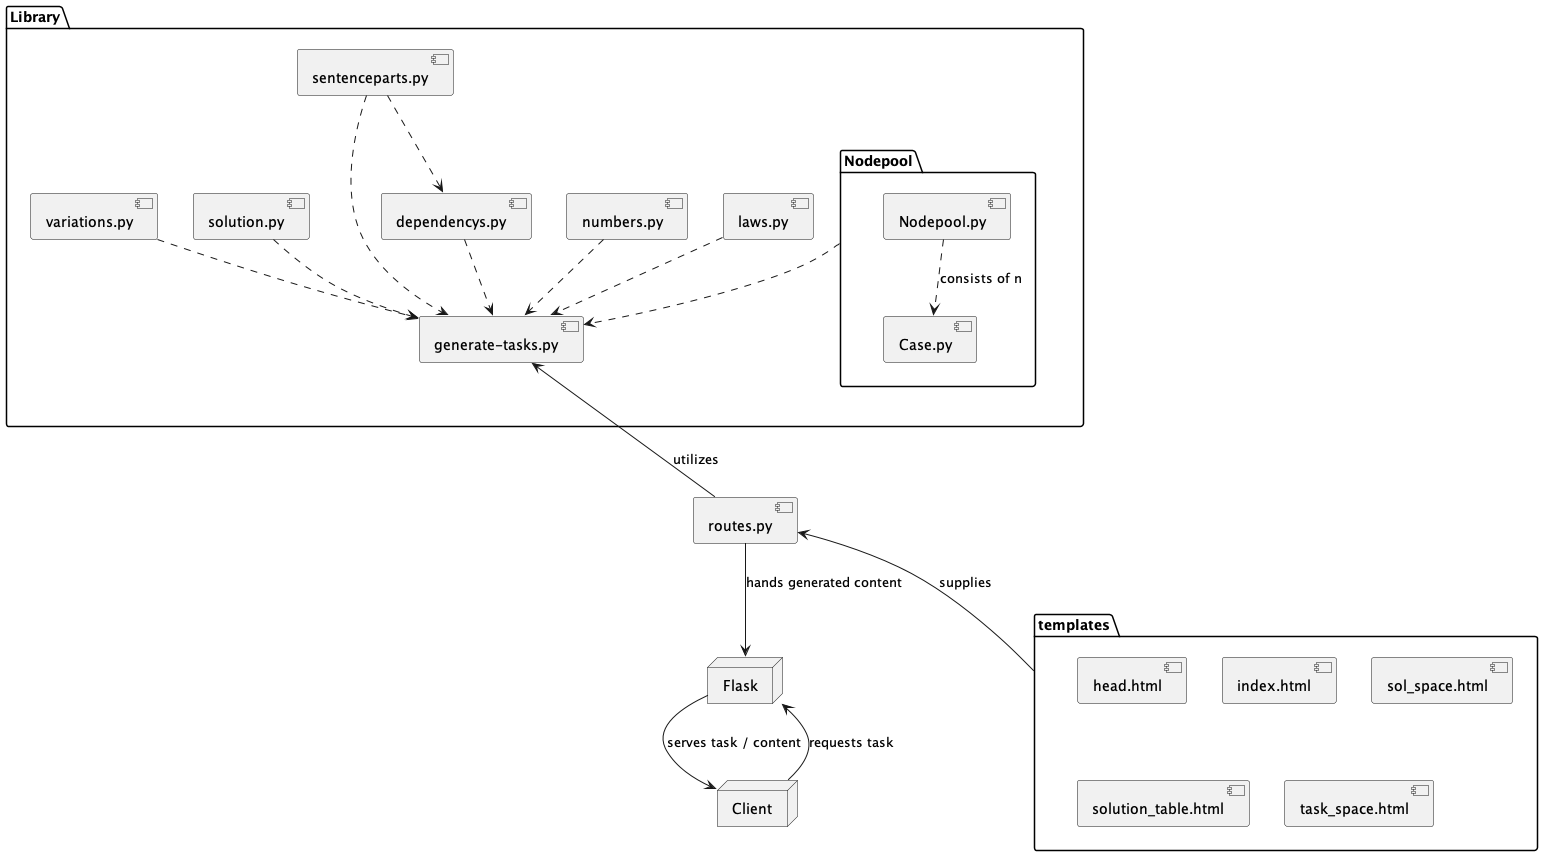 Library
sentenceparts.py
Nodepool
variations.py
solution.py
dependencys.py
numbers.py
laws.py
Nodepool.py
consists of n
generate-tasks.py
Case.py
utilizes
routes.py
hands generated content
supplies
templates
Flask
head.html
index.html
sol_space.html
serves task / content
requests task
Client
solution_table.html
task_space.html